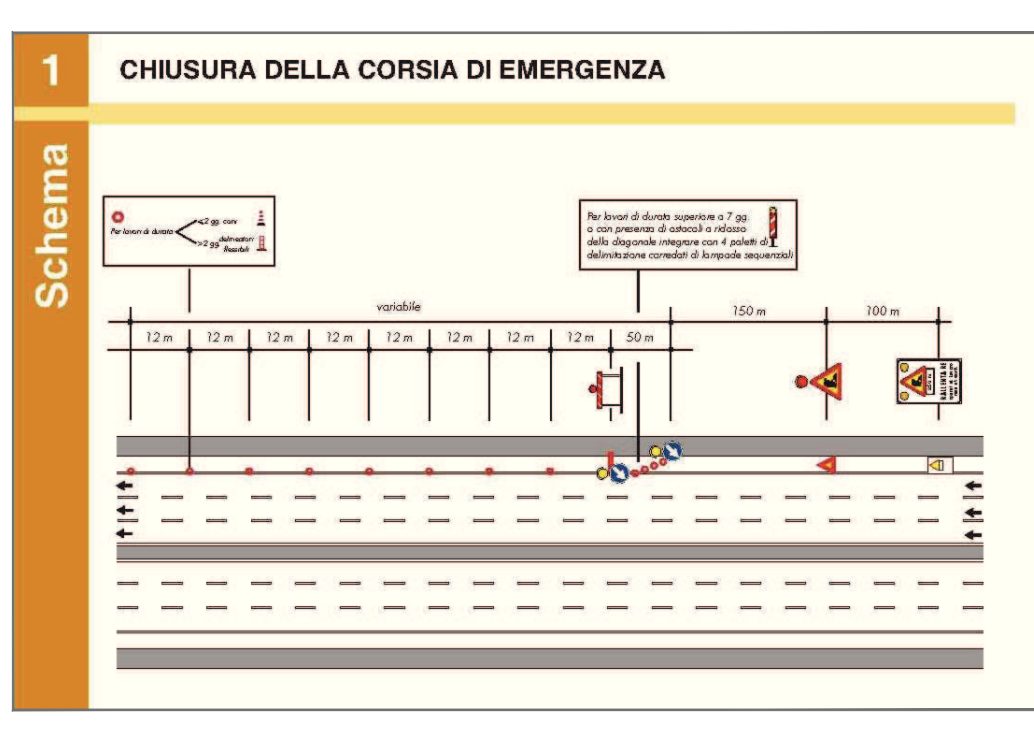 1
CHIUSURA DELLA CORSIA DI EMERGENZA
Schema
Per lavori di durata
<2 gg. coni
>2 gg. delineatori flessibili
Per lavori di durata superiore a 7 gg.
o con presenza di ostacoli a ridosso
della diagonale integrare con 4 paletti di
delimitazione corredati di lampade sequenziali
variabile
150 m
100 m
12 m
12 m
12 m
12 m
12 m
12 m
12 m
12 m
50 m
RALLENTARE